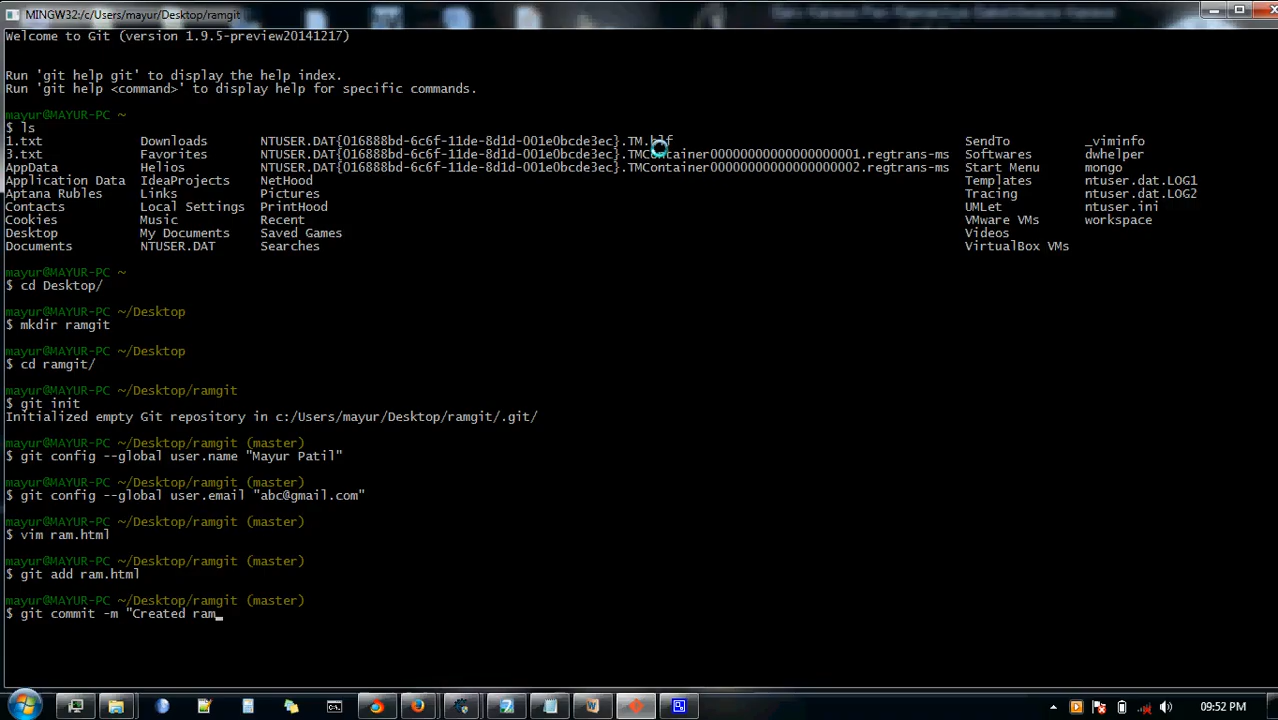 MINGW32:/c/Users/mayur/Desktop/ramgit
Welcome to Git (version 1.9.5-preview20141217)
Run 'git help git' to display the help index.
Run 'git help <command>' to display help for specific commands.
mayur@MAYUR-PC ~
$ ls
1.txt Downloads NTUSER.DAT{016888bd-6c6f-11de-8d1d-001e0bcde3ec}.TM.blf SendTo _viminfo
3.txt Favorites NTUSER.DAT{016888bd-6c6f-11de-8d1d-001e0bcde3ec}.TMContainer00000000000000000001.regtrans-ms Softwares dwhelper
AppData Helios NTUSER.DAT{016888bd-6c6f-11de-8d1d-001e0bcde3ec}.TMContainer00000000000000000002.regtrans-ms Start Menu mongo
Application Data IdeaProjects NetHood Templates ntuser.dat.LOG1
Aptana Rubles Links Pictures Tracing ntuser.dat.LOG2
Contacts Local Settings PrintHood UMLet ntuser.ini
Cookies Music Recent VMware VMs workspace
Desktop My Documents Saved Games Videos
Documents NTUSER.DAT Searches VirtualBox VMs
mayur@MAYUR-PC ~
$ cd Desktop/
mayur@MAYUR-PC ~/Desktop
$ mkdir ramgit
mayur@MAYUR-PC ~/Desktop
$ cd ramgit/
mayur@MAYUR-PC ~/Desktop/ramgit
$ git init
Initialized empty Git repository in c:/Users/mayur/Desktop/ramgit/.git/
mayur@MAYUR-PC ~/Desktop/ramgit (master)
$ git config --global user.name "Mayur Patil"
mayur@MAYUR-PC ~/Desktop/ramgit (master)
$ git config --global user.email "abc@gmail.com"
mayur@MAYUR-PC ~/Desktop/ramgit (master)
$ vim ram.html
mayur@MAYUR-PC ~/Desktop/ramgit (master)
$ git add ram.html
mayur@MAYUR-PC ~/Desktop/ramgit (master)
$ git commit -m "Created ram
09:52 PM